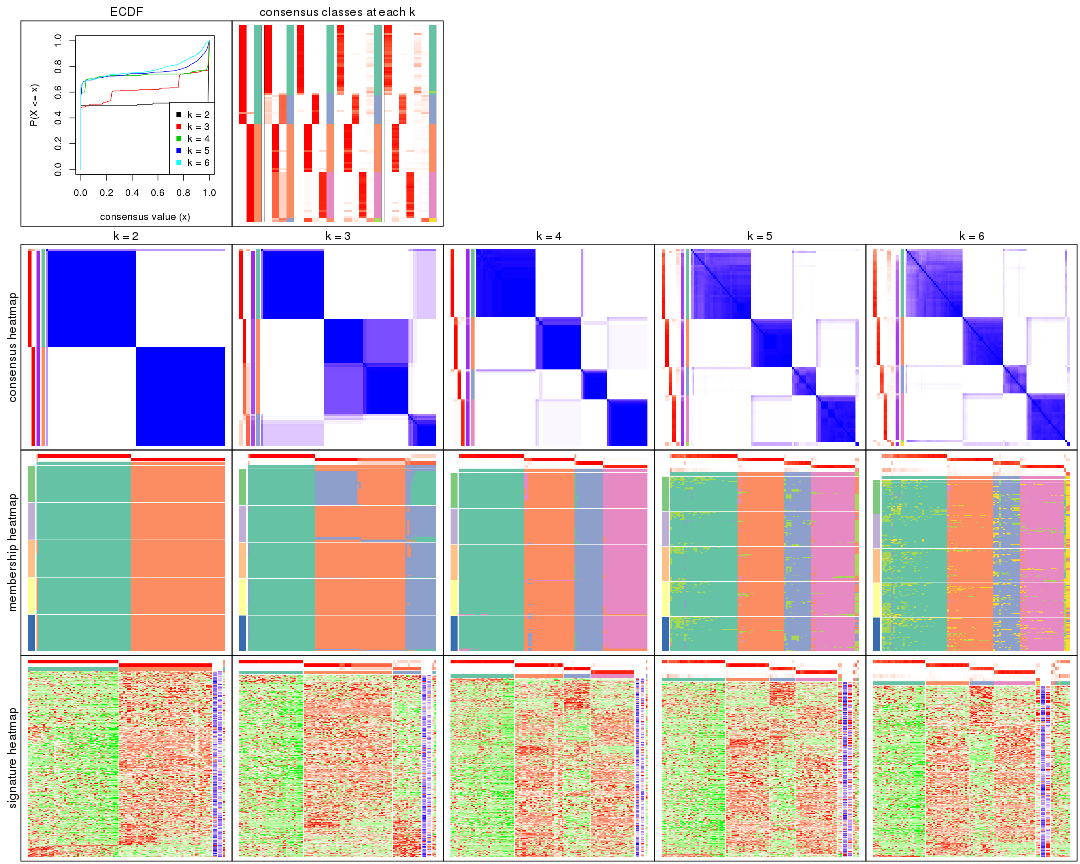 ECDF
consensus classes at each k
P(X <= x)
0.0 0.2 0.4 0.6 0.8 1.0
k = 2
k = 3
k = 4
k = 5
k = 6
0.0 0.2 0.4 0.6 0.8 1.0
consensus value (x)
k = 2 k = 3 k = 4 k = 5 k = 6
consensus heatmap
membership heatmap
signature heatmap